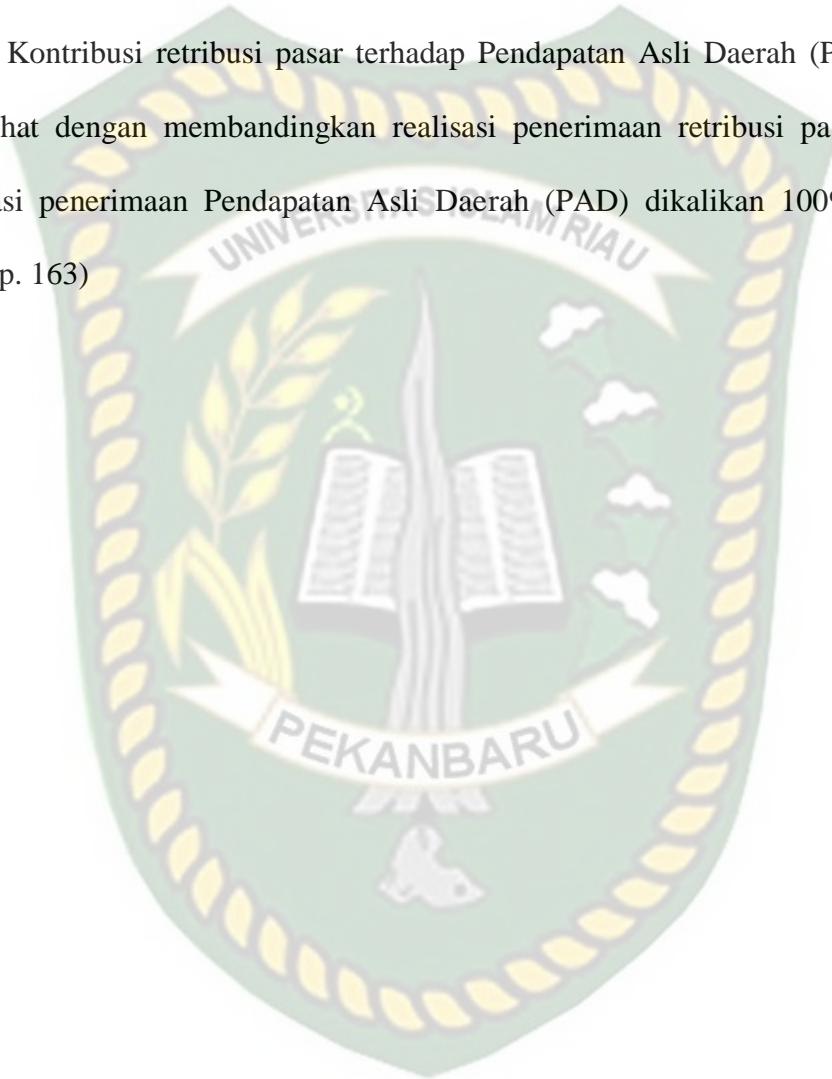 Kontribusi retribusi pasar terhadap Pendapatan Asli Daerah (P
hat dengan membandingkan realisasi penerimaan retribusi pa
si penerimaan Pendapatan Asli Daerah (PAD) dikalikan 100
p. 163)
UNIVERSITAS ISLAM RIAU
PEKANBARU